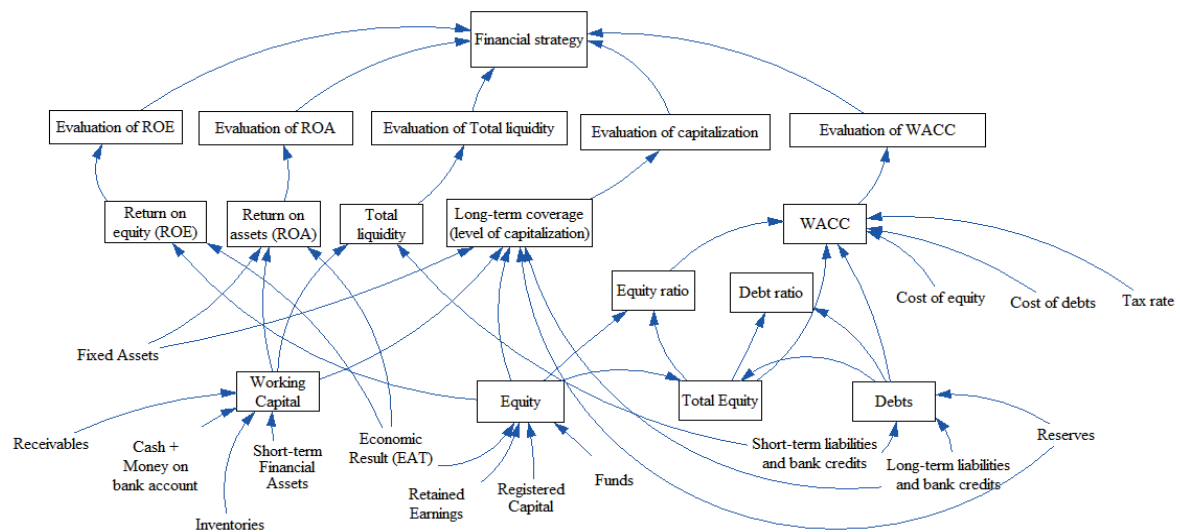 Financial strategy
Evaluation of ROE
Evaluation of ROA
Evaluation of Total liquidity
Evaluation of capitalization
Evaluation of WACC
Return on
equity (ROE)
Return on
assets (ROA)
Total
liquidity
Long-term coverage
(level of capitalization)
WACC
Equity ratio
Debt ratio
Cost of equity
Cost of debts
Tax rate
Fixed Assets
Working
Capital
Equity
Total Equity
Debts
Receivables
Cash +
Money on
bank account
Short-term
Financial
Assets
Economic
Result (EAT)
Short-term liabilities
and bank credits
Reserves
Long-term liabilities
and bank credits
Retained
Earnings
Registered
Capital
Funds
Inventories